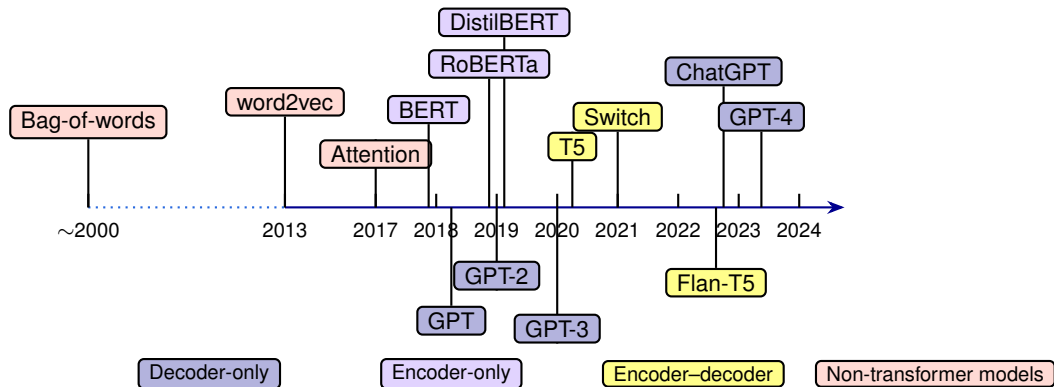 DistilBERT
RoBERTa
ChatGPT
word2vec
BERT
Bag-of-words
Switch
GPT-4
Attention
T5
∼2000
2013
2017
2018
2019
2020
2021
2022
2023
2024
GPT-2
Flan-T5
GPT
GPT-3
Decoder-only
Encoder-only
Encoder–decoder
Non-transformer models